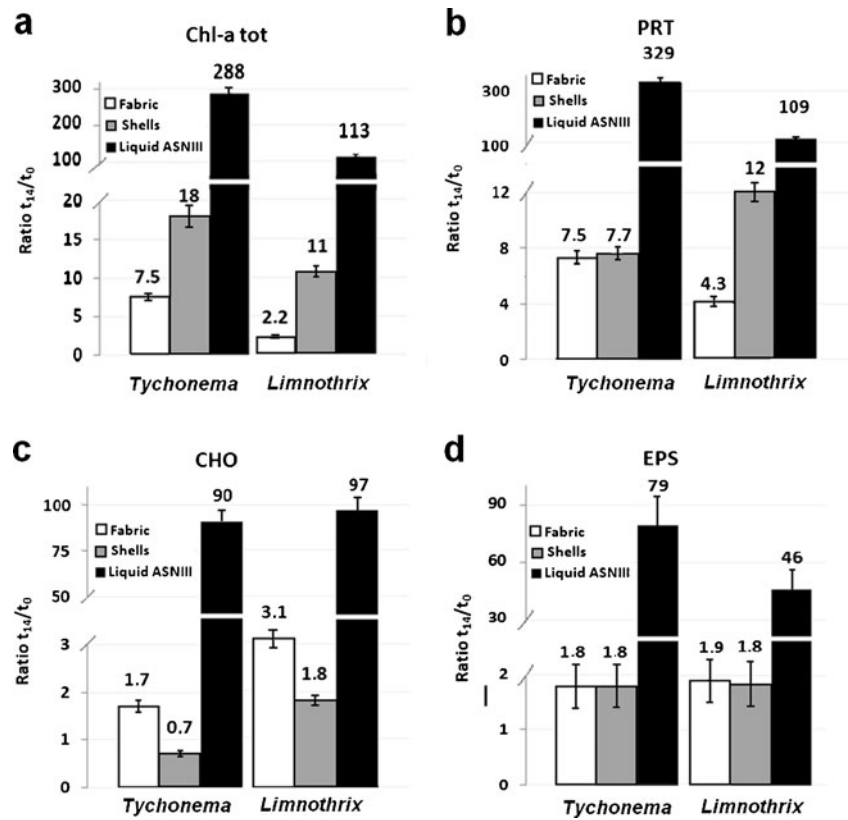 a
Chl-a tot
288
300
Fabric
200
Shells
113
100
Liquid ASNIII
Ratio t14/t0
20
18
15
11
10
7.5
5
2.2
0
Tychonema Limnothrix
b
PRT
329
300
Fabric
Shells
109
100
Liquid ASNIII
Ratio t14/t0
12
12
8
7.5 7.7
4.3
4
0
Tychonema Limnothrix
c
CHO
90 97
100
Fabric
75
Shells
50
Liquid ASNIII
Ratio t14/t0
3.1
3
1.7
1.8
2
0.7
1
0
Tychonema Limnothrix
d
EPS
79
90
Fabric
Shells
46
60
Liquid ASNIII
30
Ratio t14/t0
1.8 1.8 1.9 1.8
2
1
0
Tychonema Limnothrix